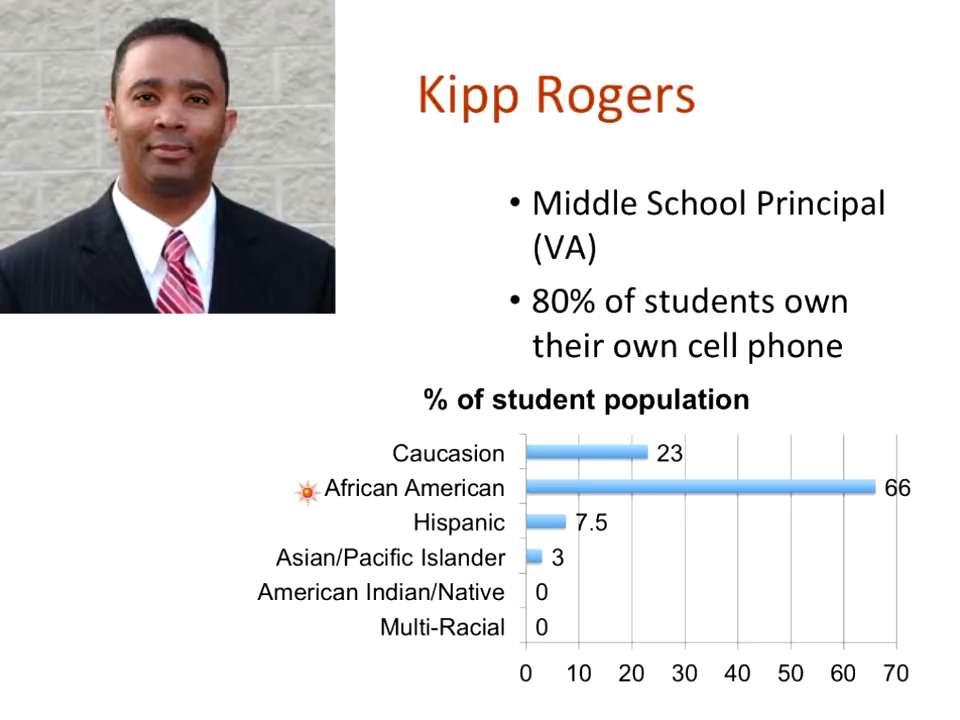 Kipp Rogers
• Middle School Principal
(VA)
• 80% of students own
their own cell phone
% of student population
Caucasion 23
African American 66
Hispanic 7.5
Asian/Pacific Islander 3
American Indian/Native 0
Multi-Racial 0
0 10 20 30 40 50 60 70